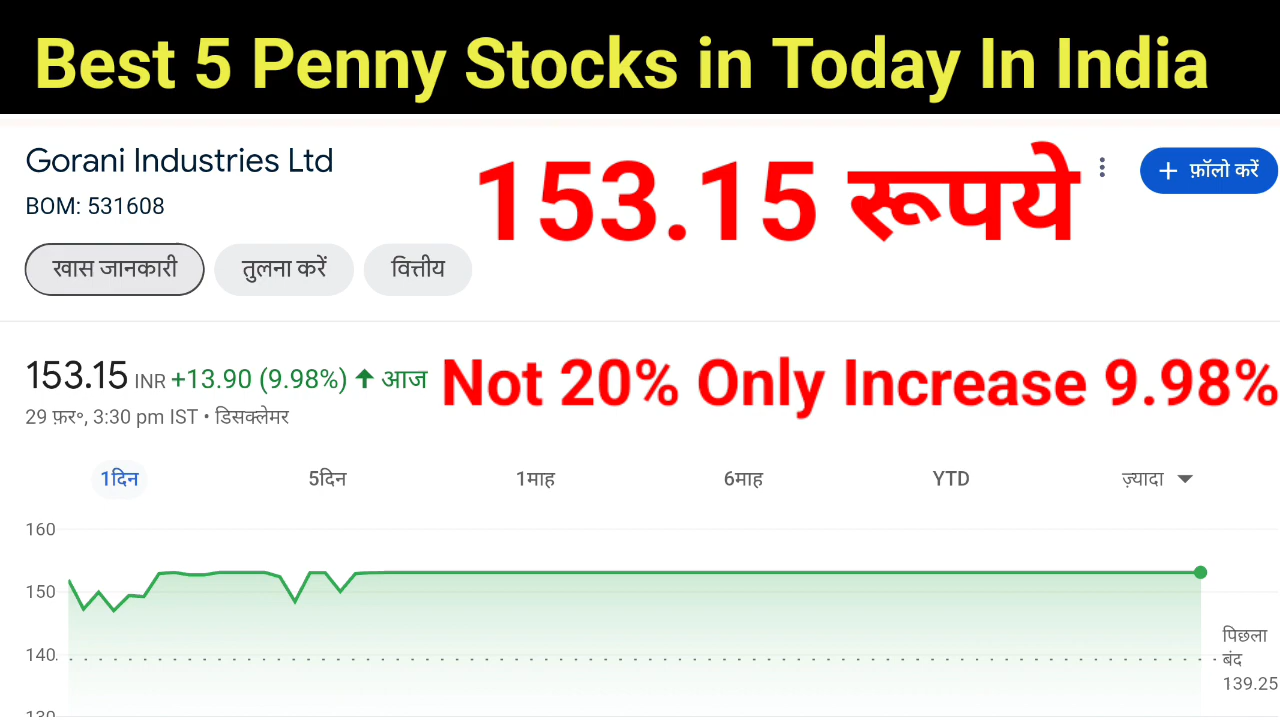 Best 5 Penny Stocks in Today In India
Gorani Industries Ltd
153.15 रूपये
+ फ़ॉलो करें
BOM: 531608
खास जानकारी
तुलना करें
वित्तीय
153.15 INR +13.90 (9.98%) ↑ आज
Not 20% Only Increase 9.98%
29 फ़र॰, 3:30 pm IST • डिसक्लेमर
1दिन
5दिन
1माह
6माह
YTD
ज़्यादा
160
150
140
130
पिछला
बंद
139.25